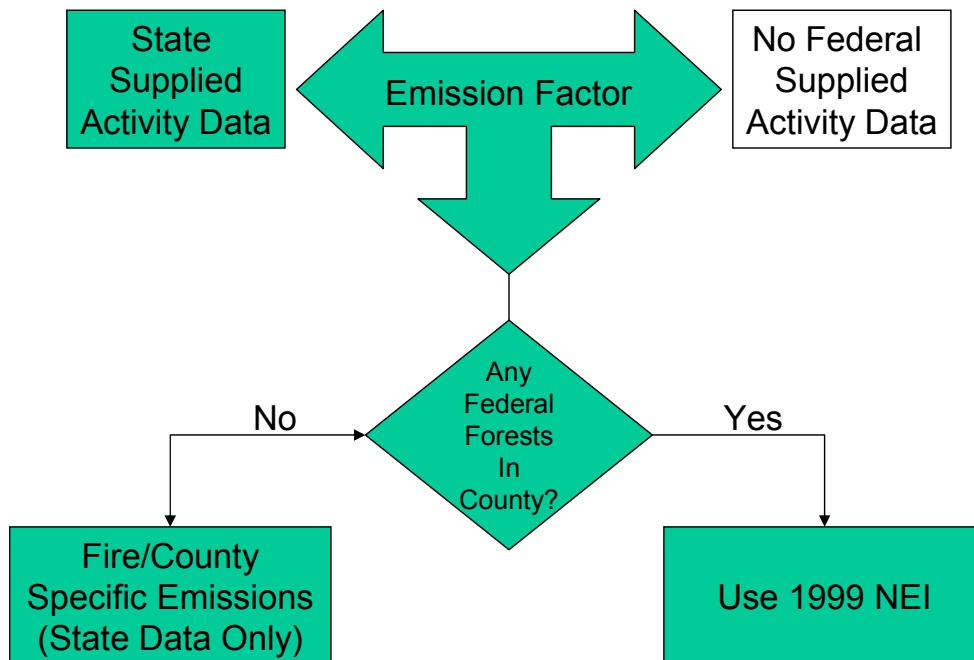 State
Supplied
Activity Data
Emission Factor
No Federal
Supplied
Activity Data
Any
Federal
Forests
In
County?
No
Yes
Fire/County
Specific Emissions
(State Data Only)
Use 1999 NEI